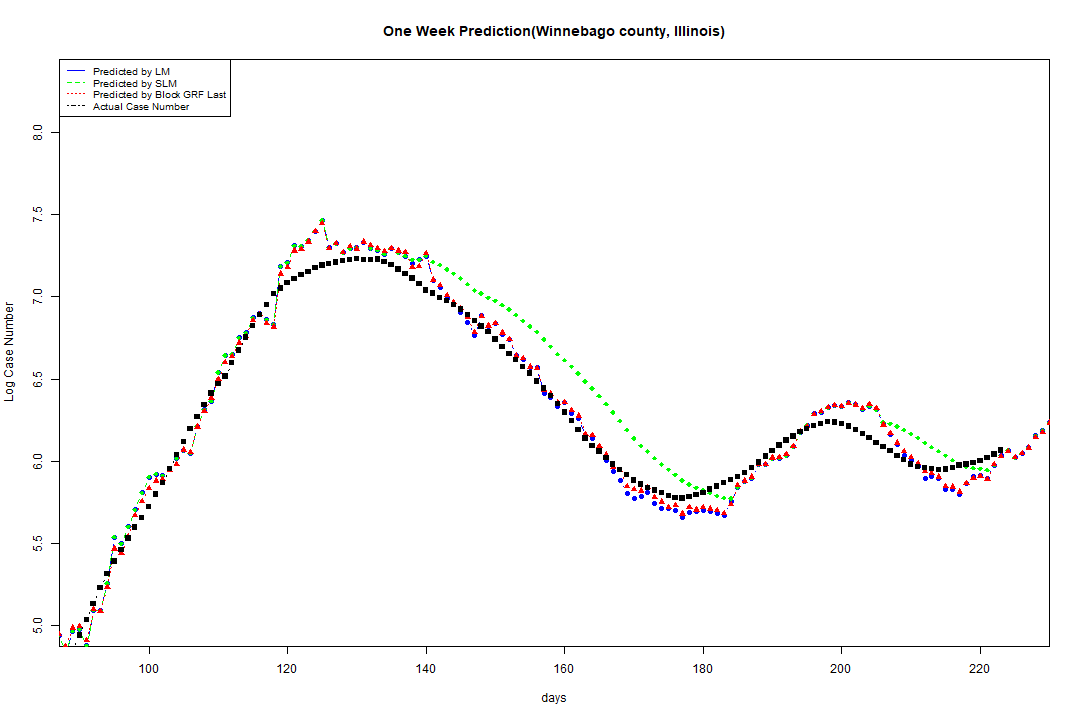 One Week Prediction(Winnebago county, Illinois)
Predicted by LM
Predicted by SLM
Predicted by Block GRF Last
Actual Case Number
8.0
7.5
7.0
6.5
6.0
5.5
5.0
Log Case Number
100 120 140 160 180 200 220
days